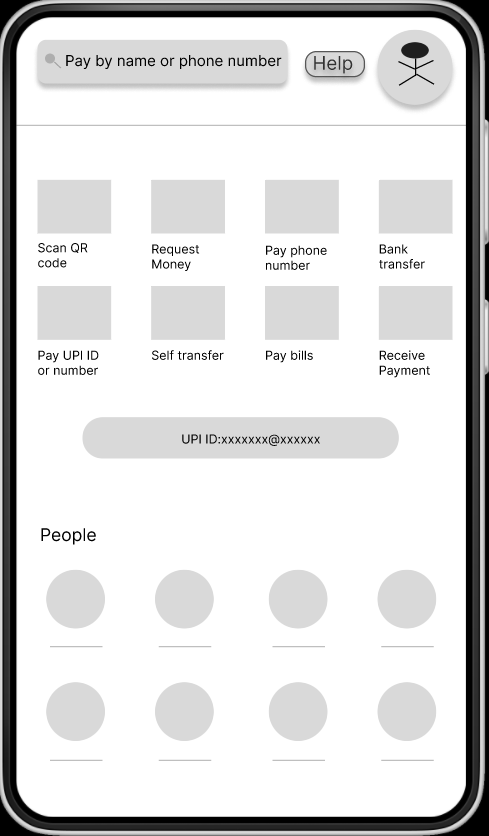 Pay by name or phone number
Help
Scan QR
code
Request
Money
Pay phone
number
Bank
transfer
Pay UPI ID
or number
Self transfer
Pay bills
Receive
Payment
UPI ID:xxxxxxx@xxxxxx
People